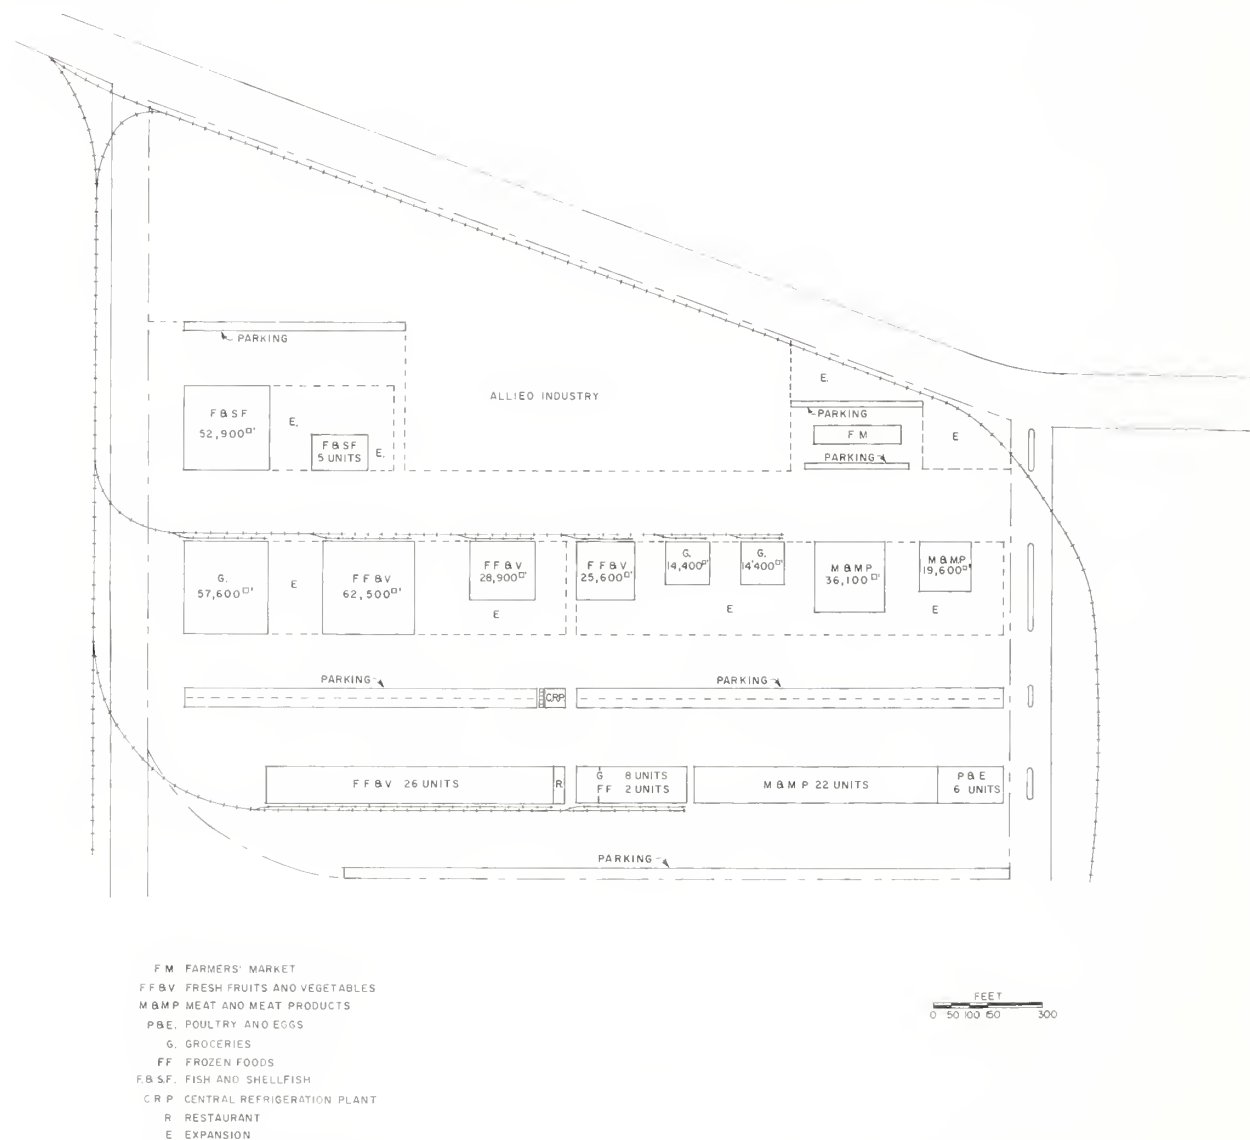 PARKING
E.
ALLIED INDUSTRY
PARKING
F & S F
52,900□'
E.
F & S F
5 UNITS
E.
F M
E
PARKING
G.
57,600□'
E
F F & V
62,500□'
F F & V
28,900□'
E
F F & V
25,600□'
G.
14,400□'
G.
14'400□'
E
M & M P
36,100□'
M & M.P
19,600□'
E
PARKING
CRP
PARKING
F F & V 26 UNITS
R
G 8 UNITS
FF 2 UNITS
M & M P 22 UNITS
P & E
6 UNITS
PARKING
F M FARMERS' MARKET
F F & V FRESH FRUITS AND VEGETABLES
M & M P MEAT AND MEAT PRODUCTS
P & E. POULTRY AND EGGS
G. GROCERIES
FF FROZEN FOODS
F. & S.F. FISH AND SHELLFISH
C R P CENTRAL REFRIGERATION PLANT
R RESTAURANT
E EXPANSION
FEET
0 50 100 150 300